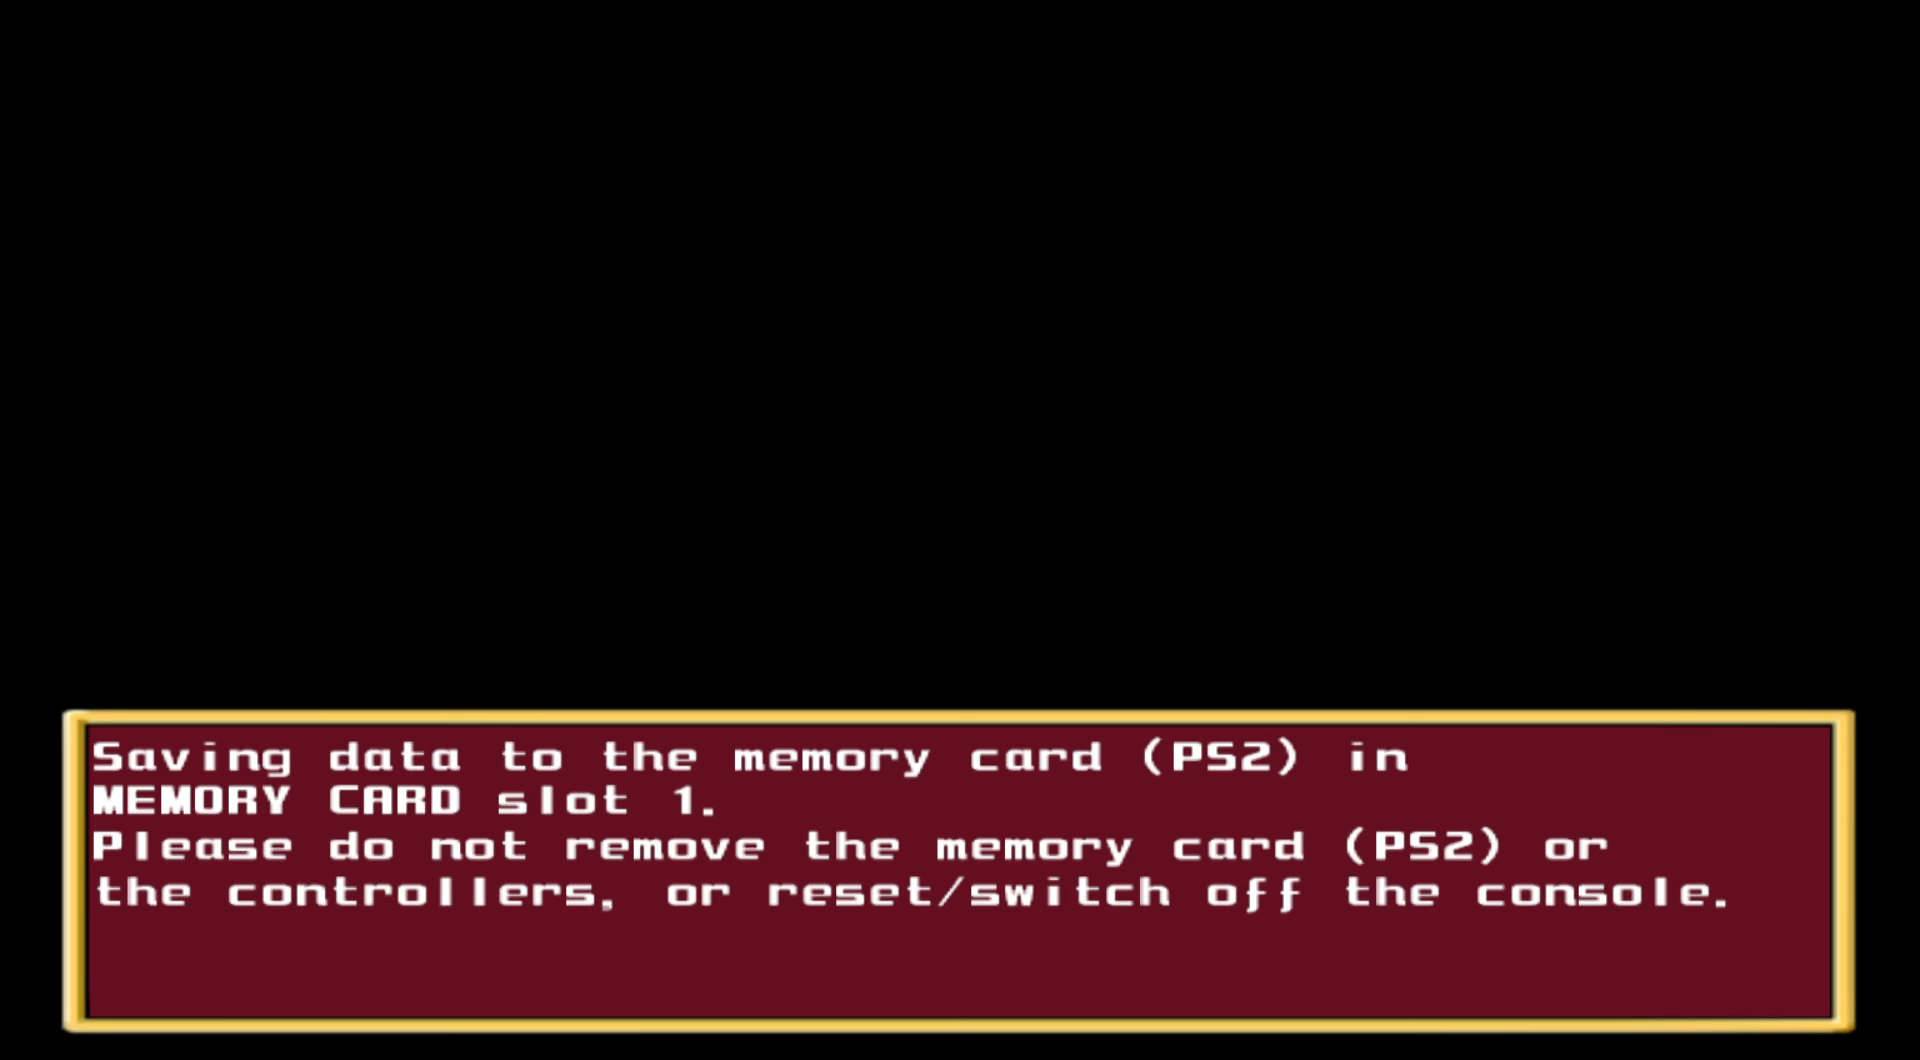 Saving data to the memory card (PS2) in
MEMORY CARD slot 1.
Please do not remove the memory card (PS2) or
the controllers, or reset/switch off the console.